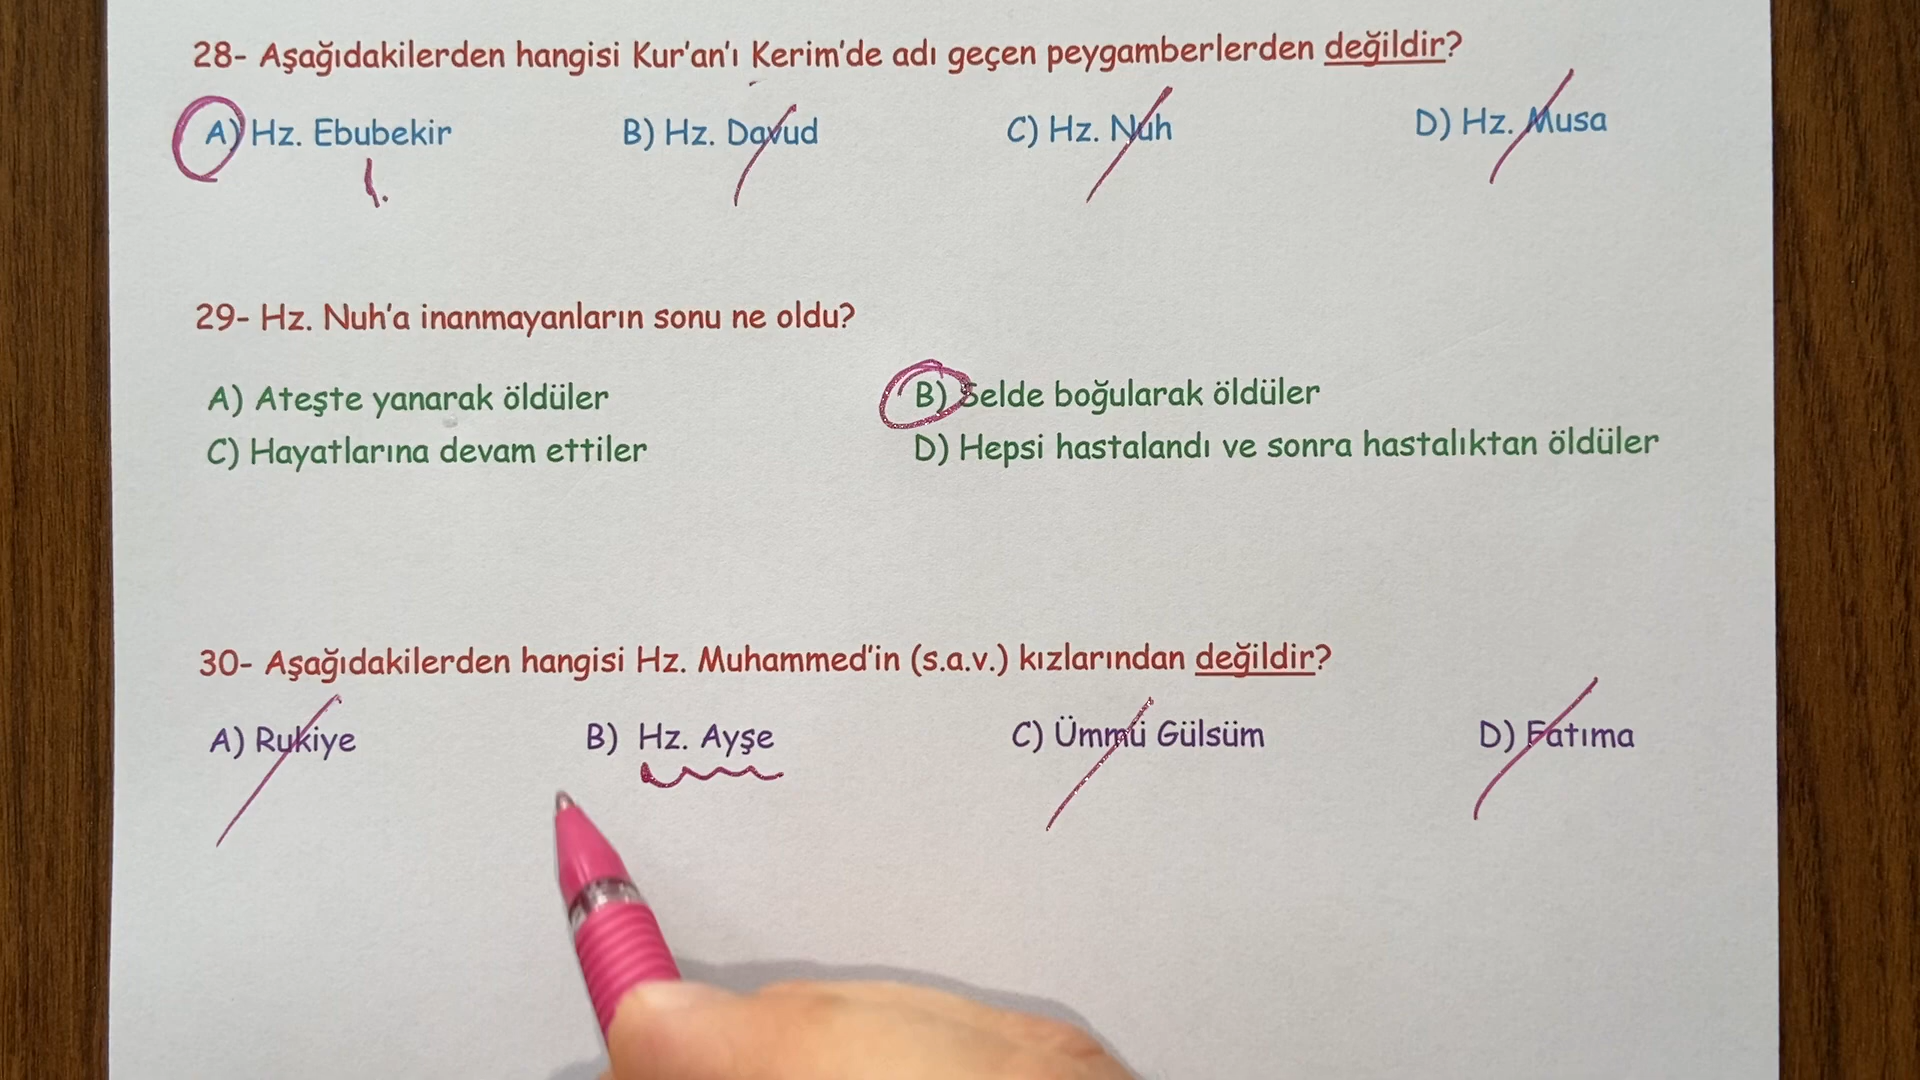 28- Aşağıdakilerden hangisi Kur'an'ı Kerim'de adı geçen peygamberlerden değildir?
A) Hz. Ebubekir B) Hz. Davud C) Hz. Nuh D) Hz. Musa
29- Hz. Nuh'a inanmayanların sonu ne oldu?
A) Ateşte yanarak öldüler B) Selde boğularak öldüler
C) Hayatlarına devam ettiler D) Hepsi hastalandı ve sonra hastalıktan öldüler
30- Aşağıdakilerden hangisi Hz. Muhammed'in (s.a.v.) kızlarından değildir?
A) Rukiye B) Hz. Ayşe C) Ümmü Gülsüm D) Fatıma